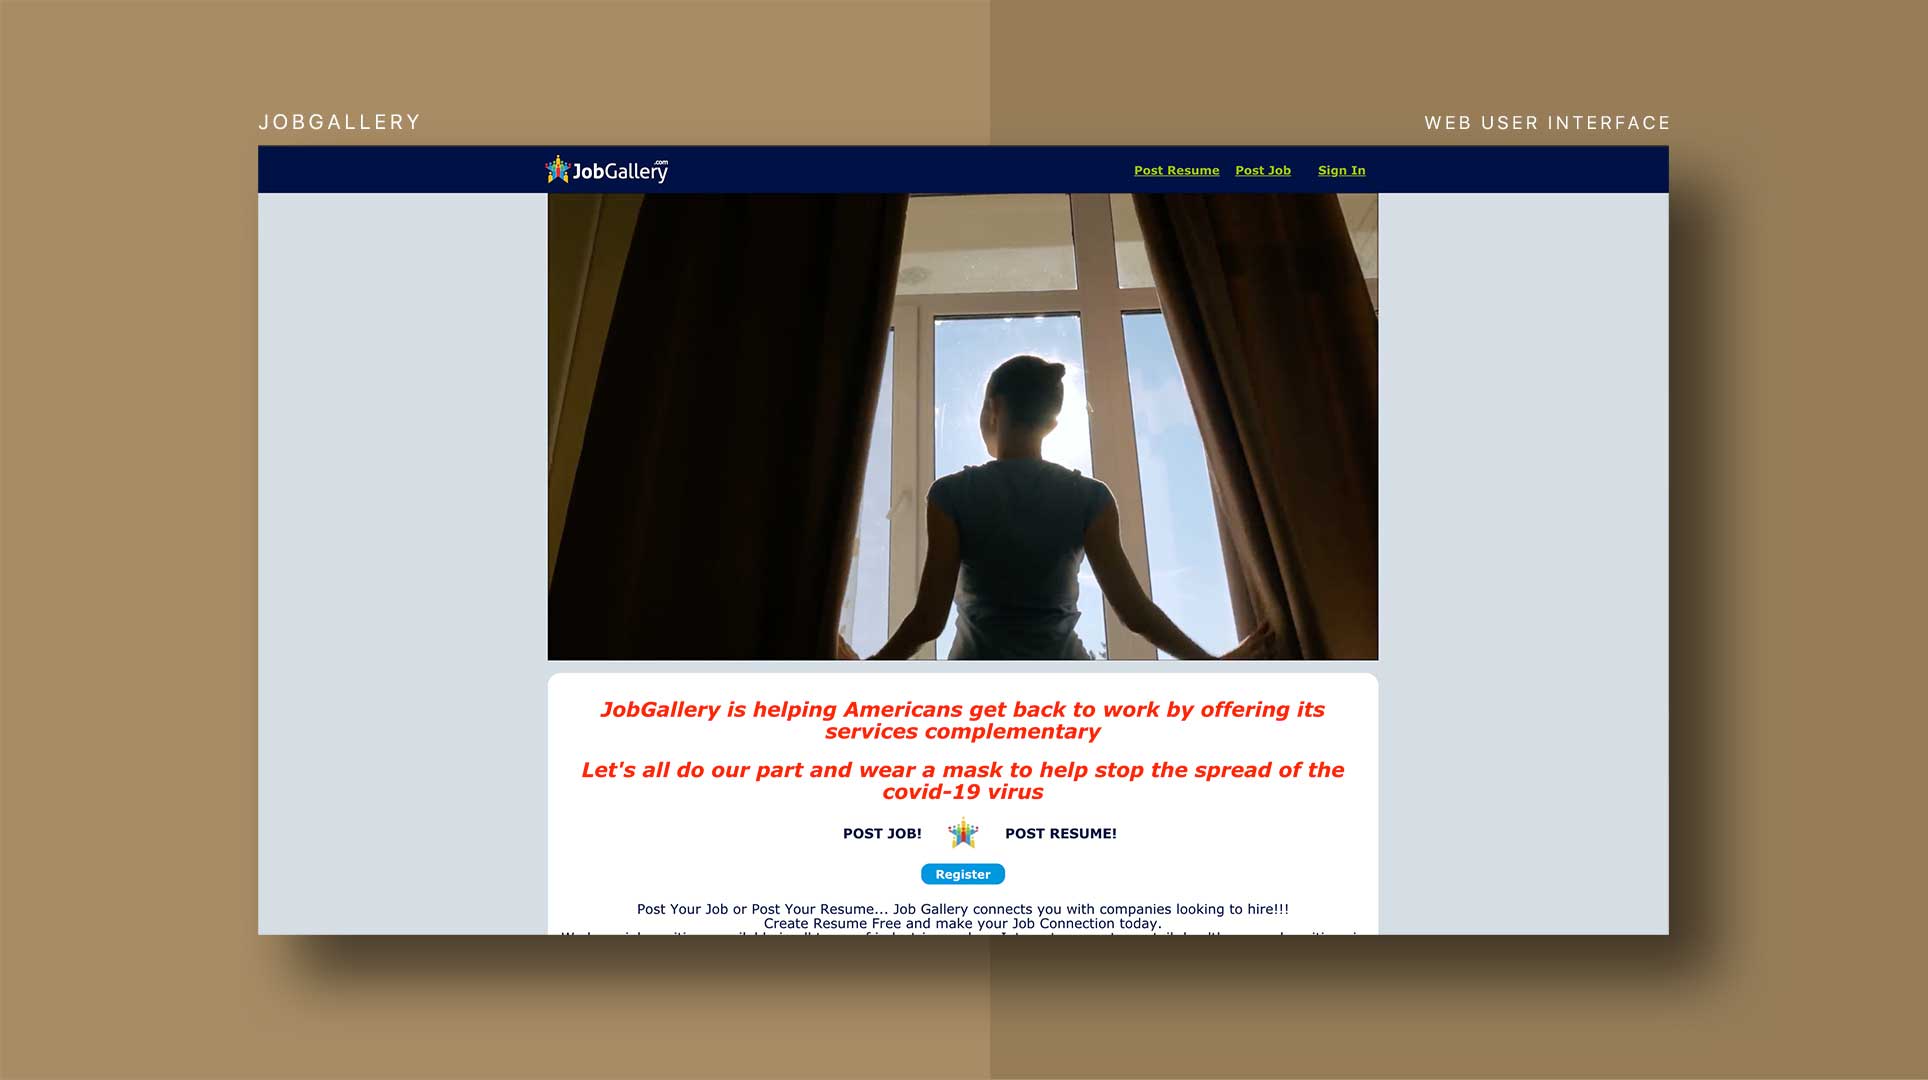 JOBGALLERY
WEB USER INTERFACE
JobGallery.com
Post Resume Post Job Sign In
JobGallery is helping Americans get back to work by offering its
services complementary
Let's all do our part and wear a mask to help stop the spread of the
covid-19 virus
POST JOB! POST RESUME!
Register
Post Your Job or Post Your Resume... Job Gallery connects you with companies looking to hire!!!
Create Resume Free and make your Job Connection today.